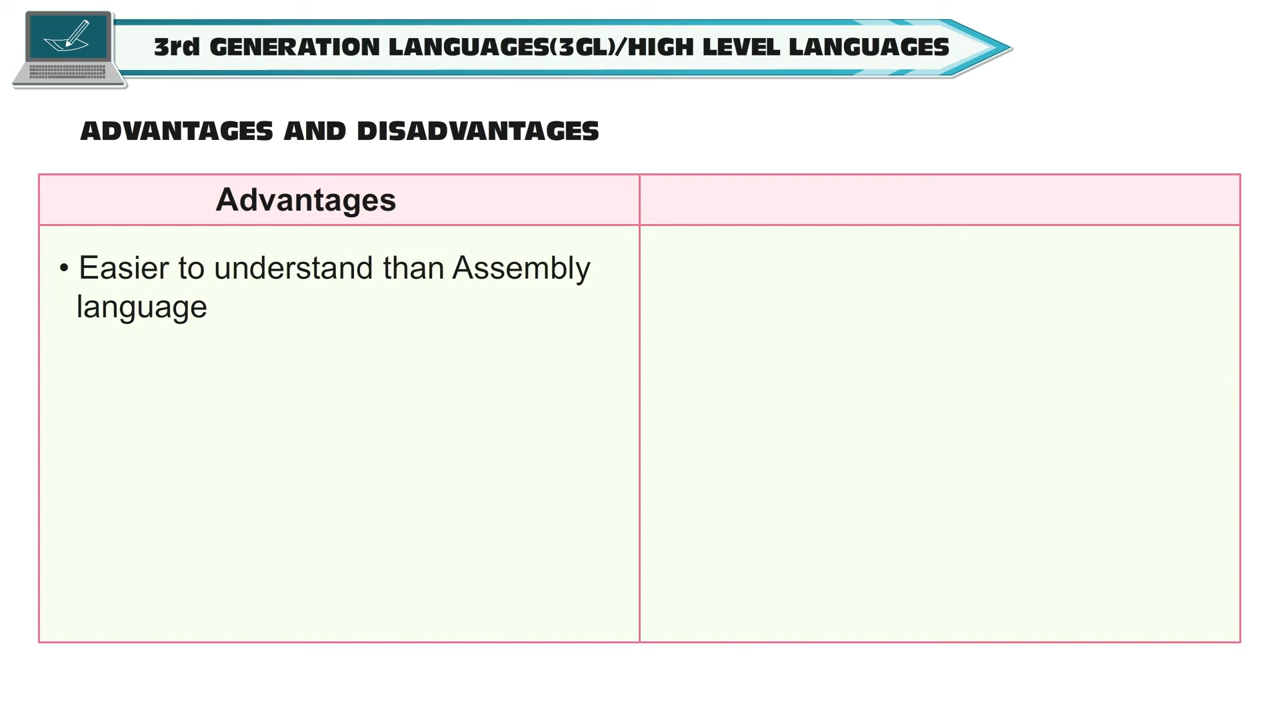 3rd GENERATION LANGUAGES(3GL)/HIGH LEVEL LANGUAGES
ADVANTAGES AND DISADVANTAGES
Advantages
• Easier to understand than Assembly
language